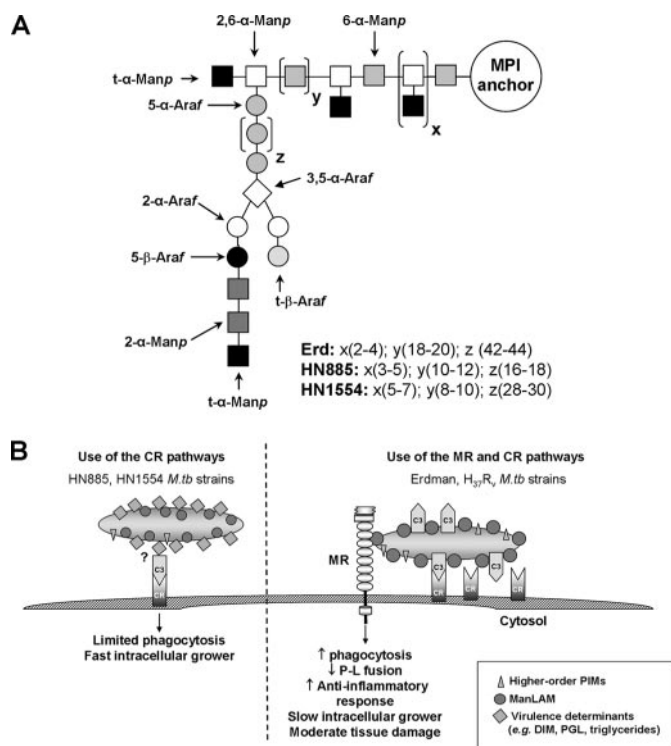 A
2,6-α-Manp
6-α-Manp
t-α-Manp
MPI
anchor
y
x
5-α-Araf
z
3,5-α-Araf
2-α-Araf
5-β-Araf
t-β-Araf
2-α-Manp
t-α-Manp
Erd: x(2-4); y(18-20); z (42-44)
HN885: x(3-5); y(10-12); z(16-18)
HN1554: x(5-7); y(8-10); z(28-30)
B
Use of the CR pathways
HN885, HN1554 M.tb strains
?
C3
CR
Limited phagocytosis
Fast intracellular grower
Use of the MR and CR pathways
Erdman, H37Rv M.tb strains
C3
C3
MR
C3
C3
CR
CR
CR
Cytosol
↑ phagocytosis
↓ P-L fusion
↑ Anti-inflammatory
response
Slow intracellular grower
Moderate tissue damage
Higher-order PIMs
ManLAM
Virulence determinants
(e.g. DIM, PGL, triglycerides)